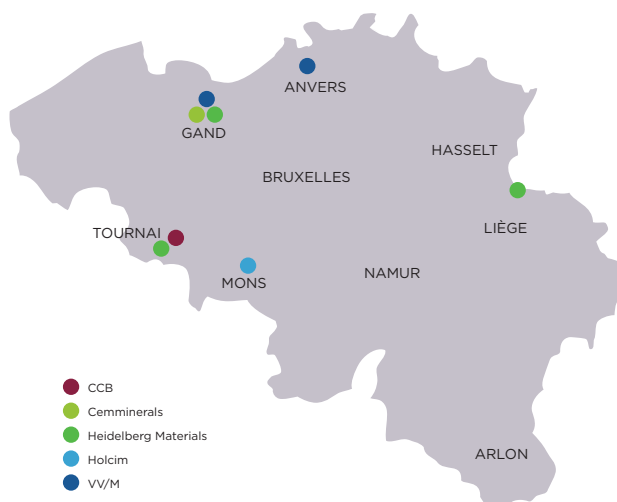 ANVERS
GAND
HASSELT
BRUXELLES
LIÈGE
TOURNAI
NAMUR
MONS
CCB
Cemminerals
Heidelberg Materials
Holcim
VV/M
ARLON